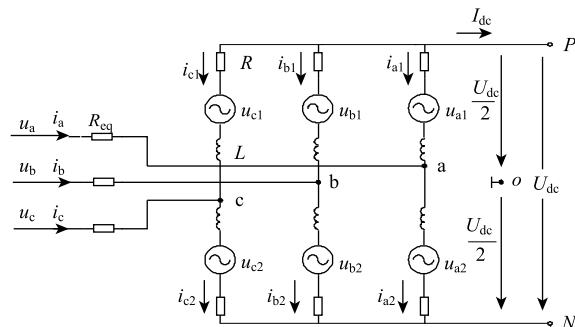 I_dc
P
i_c1 R i_b1 i_a1
u_c1 u_b1 u_a1 U_dc/2
u_a i_a R_eq
L
a
u_b i_b b o U_dc
u_c i_c c
U_dc/2
u_c2 u_b2 u_a2
i_c2 i_b2 i_a2
N